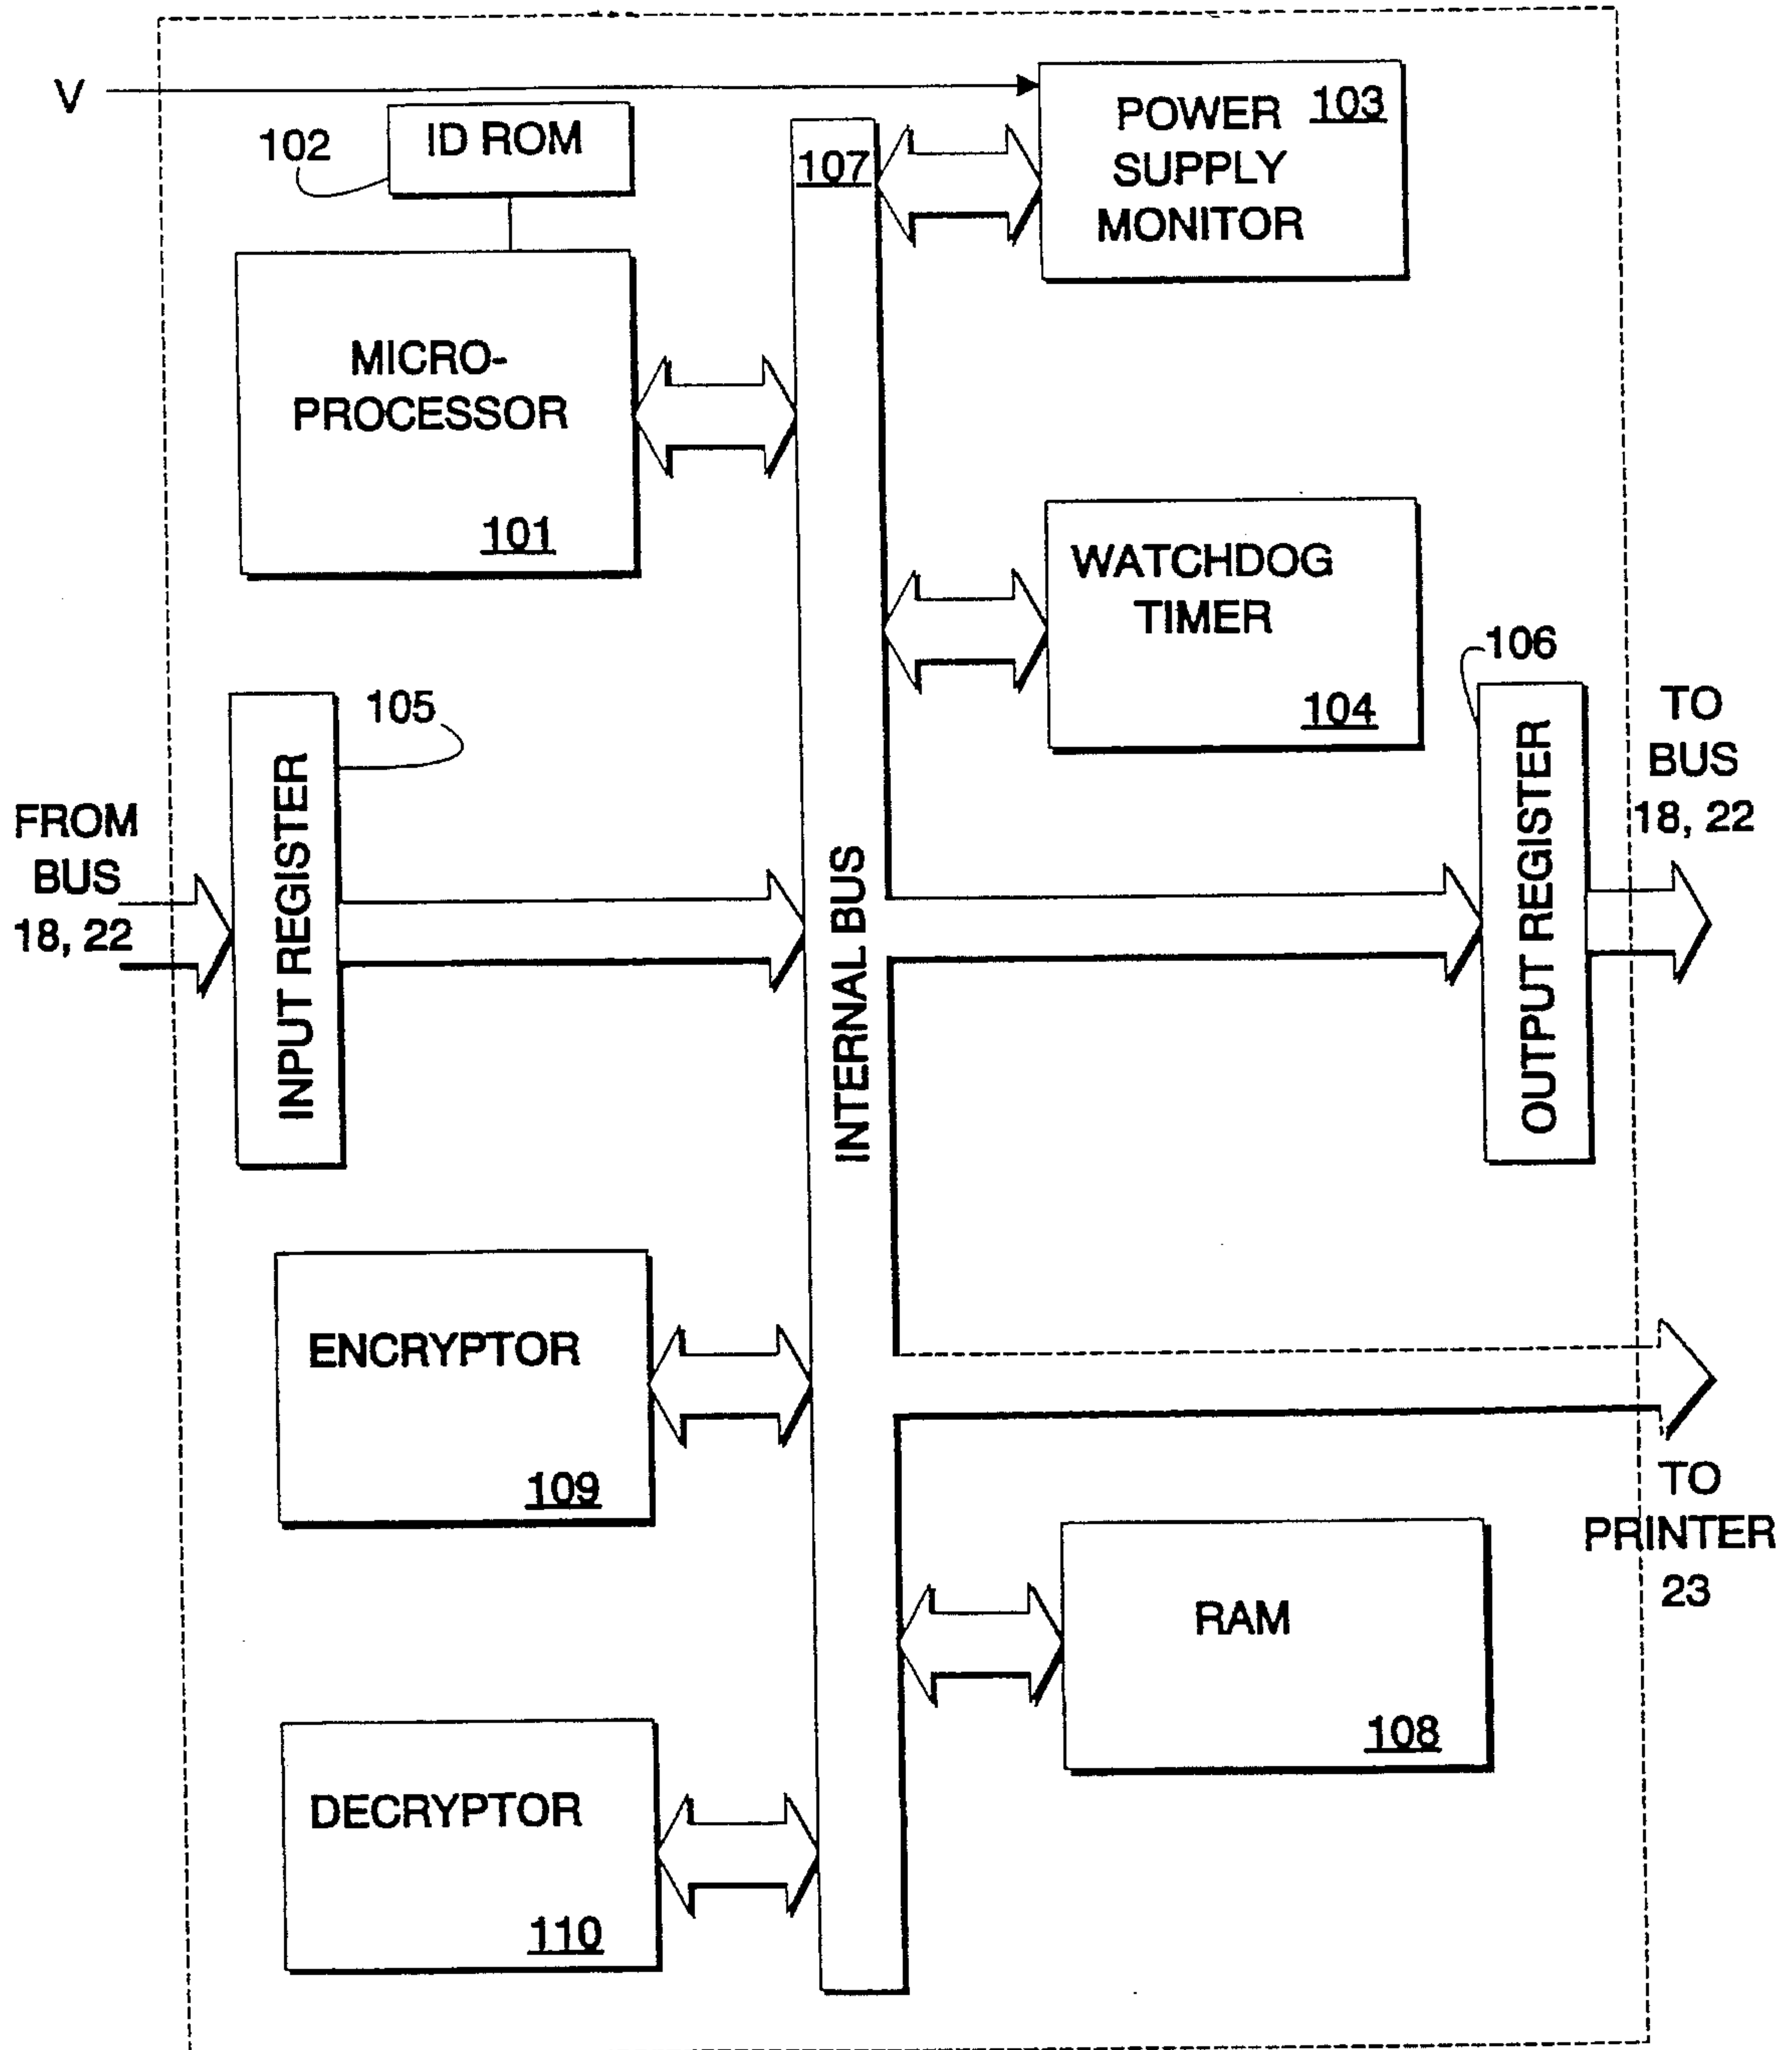 V
102
ID ROM
107
POWER 103
SUPPLY
MONITOR
MICRO-
PROCESSOR
101
WATCHDOG
TIMER
104
105
INPUT REGISTER
FROM
BUS
18, 22
INTERNAL BUS
106
OUTPUT REGISTER
TO
BUS
18, 22
ENCRYPTOR
109
TO
PRINTER
23
RAM
108
DECRYPTOR
110